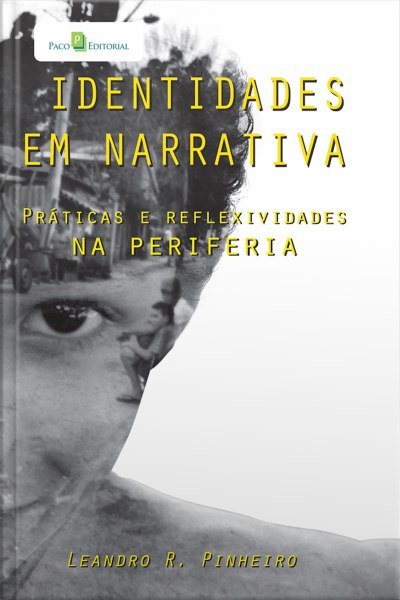 PACO EDITORIAL
IDENTIDADES
EM NARRATIVA
PRÁTICAS E REFLEXIVIDADES
NA PERIFERIA
LEANDRO R. PINHEIRO